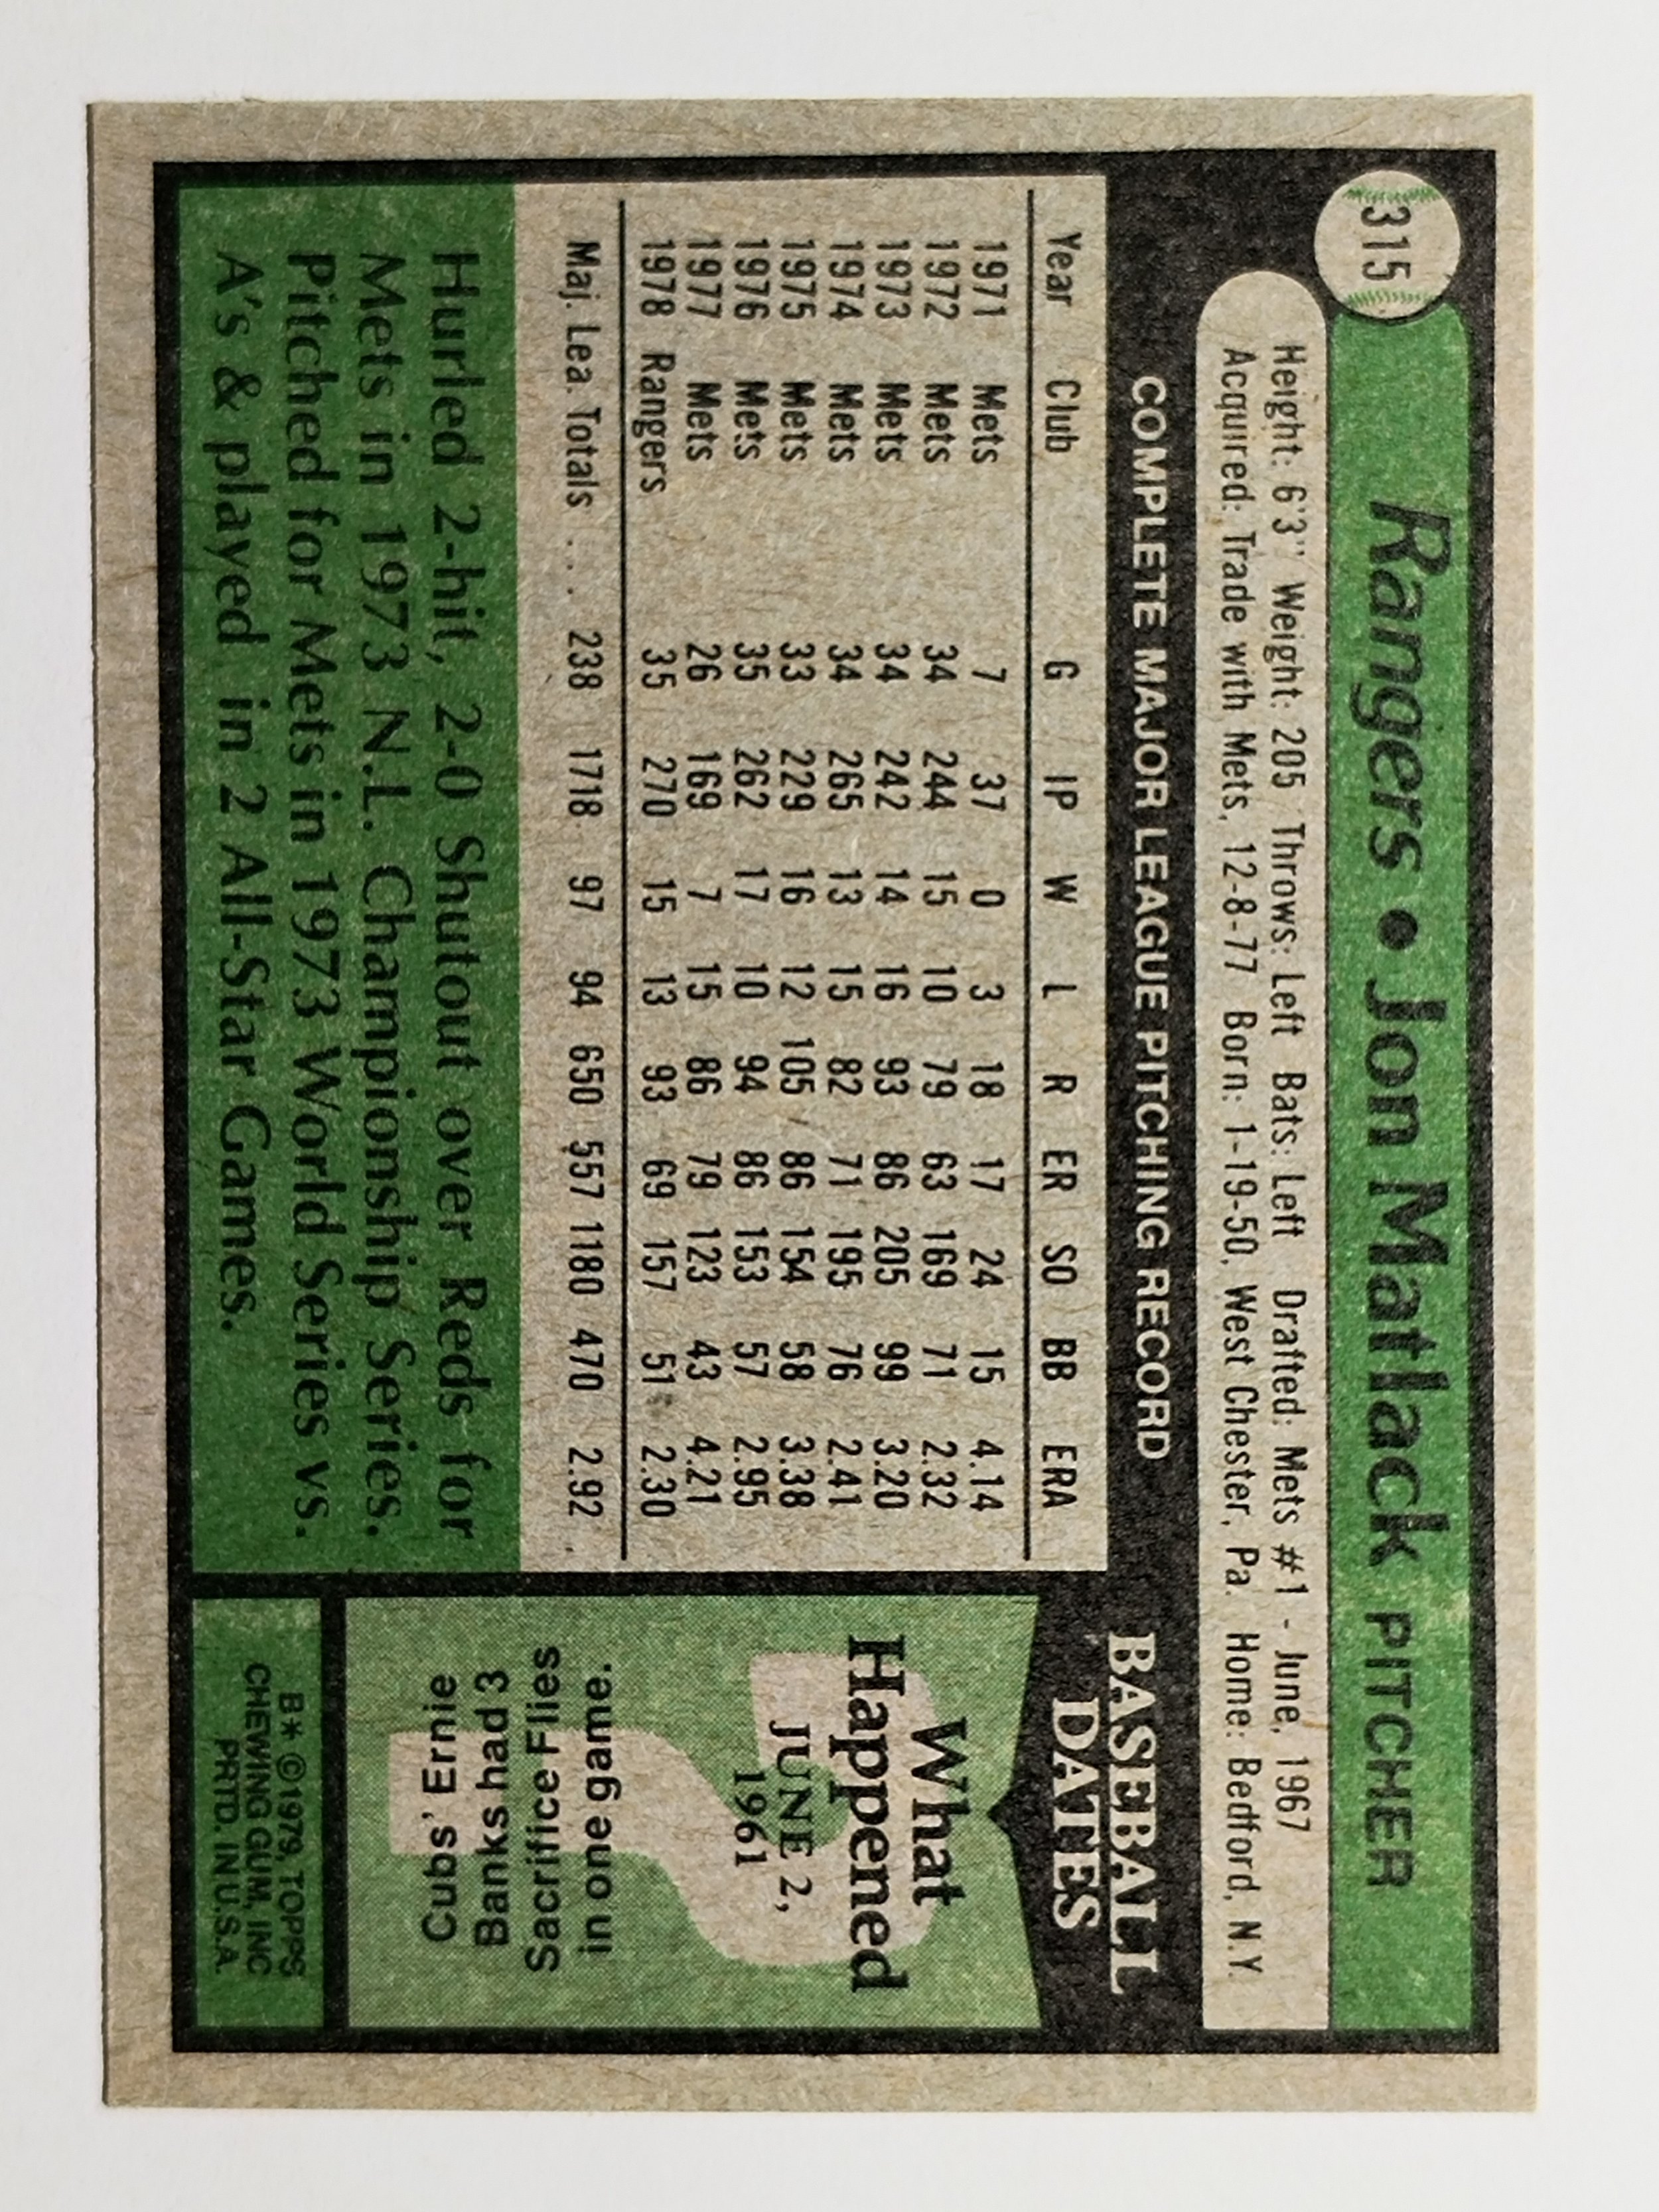 315
Rangers • Jon Matlack PITCHER
Height: 6'3" Weight: 205 Throws: Left Bats: Left Drafted: Mets #1 - June, 1967
Acquired: Trade with Mets, 12-8-77 Born: 1-19-50, West Chester, Pa. Home: Bedford, N.Y.
COMPLETE MAJOR LEAGUE PITCHING RECORD
Year Club G IP W L R ER SO BB ERA
1971 Mets 7 37 0 3 18 17 24 15 4.14
1972 Mets 34 244 15 10 79 63 169 71 2.32
1973 Mets 34 242 14 16 93 86 205 99 3.20
1974 Mets 34 265 13 15 82 71 195 76 2.41
1975 Mets 33 229 16 12 105 86 154 58 3.38
1976 Mets 35 262 17 10 94 86 153 57 2.95
1977 Mets 26 169 7 15 86 79 123 43 4.21
1978 Rangers 35 270 15 13 93 69 157 51 2.30
Maj. Lea. Totals . . . 238 1718 97 94 650 557 1180 470 2.92
Hurled 2-hit, 2-0 Shutout over Reds for
Mets in 1973 N.L. Championship Series.
Pitched for Mets in 1973 World Series vs.
A's & played in 2 All-Star Games.
BASEBALL
DATES
What
Happened
JUNE 2,
1961
in one game.
Sacrifice Flies
Banks had 3
Cubs' Ernie
B* ©1979, TOPPS
CHEWING GUM, INC
PRTD. IN U.S.A.